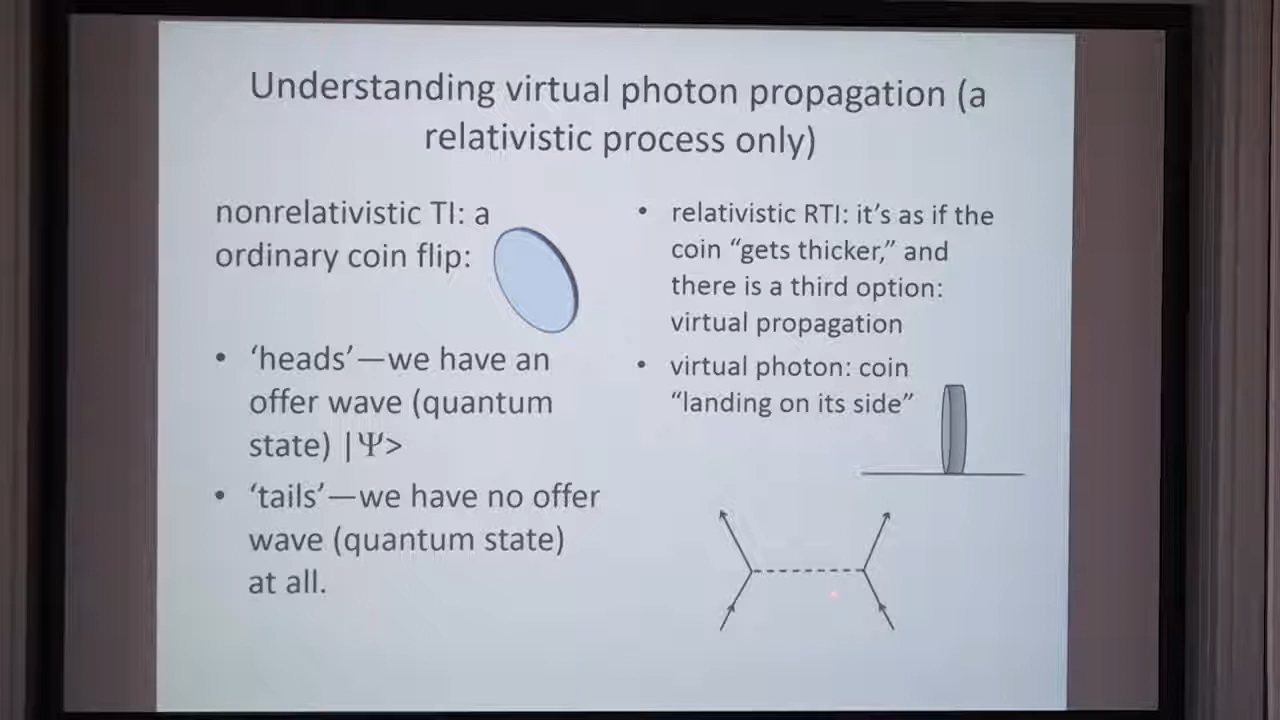 Understanding virtual photon propagation (a
relativistic process only)
nonrelativistic TI: a
ordinary coin flip:
• ‘heads’—we have an
offer wave (quantum
state) |Ψ>
• ‘tails’—we have no offer
wave (quantum state)
at all.
• relativistic RTI: it’s as if the
coin “gets thicker,” and
there is a third option:
virtual propagation
• virtual photon: coin
“landing on its side”